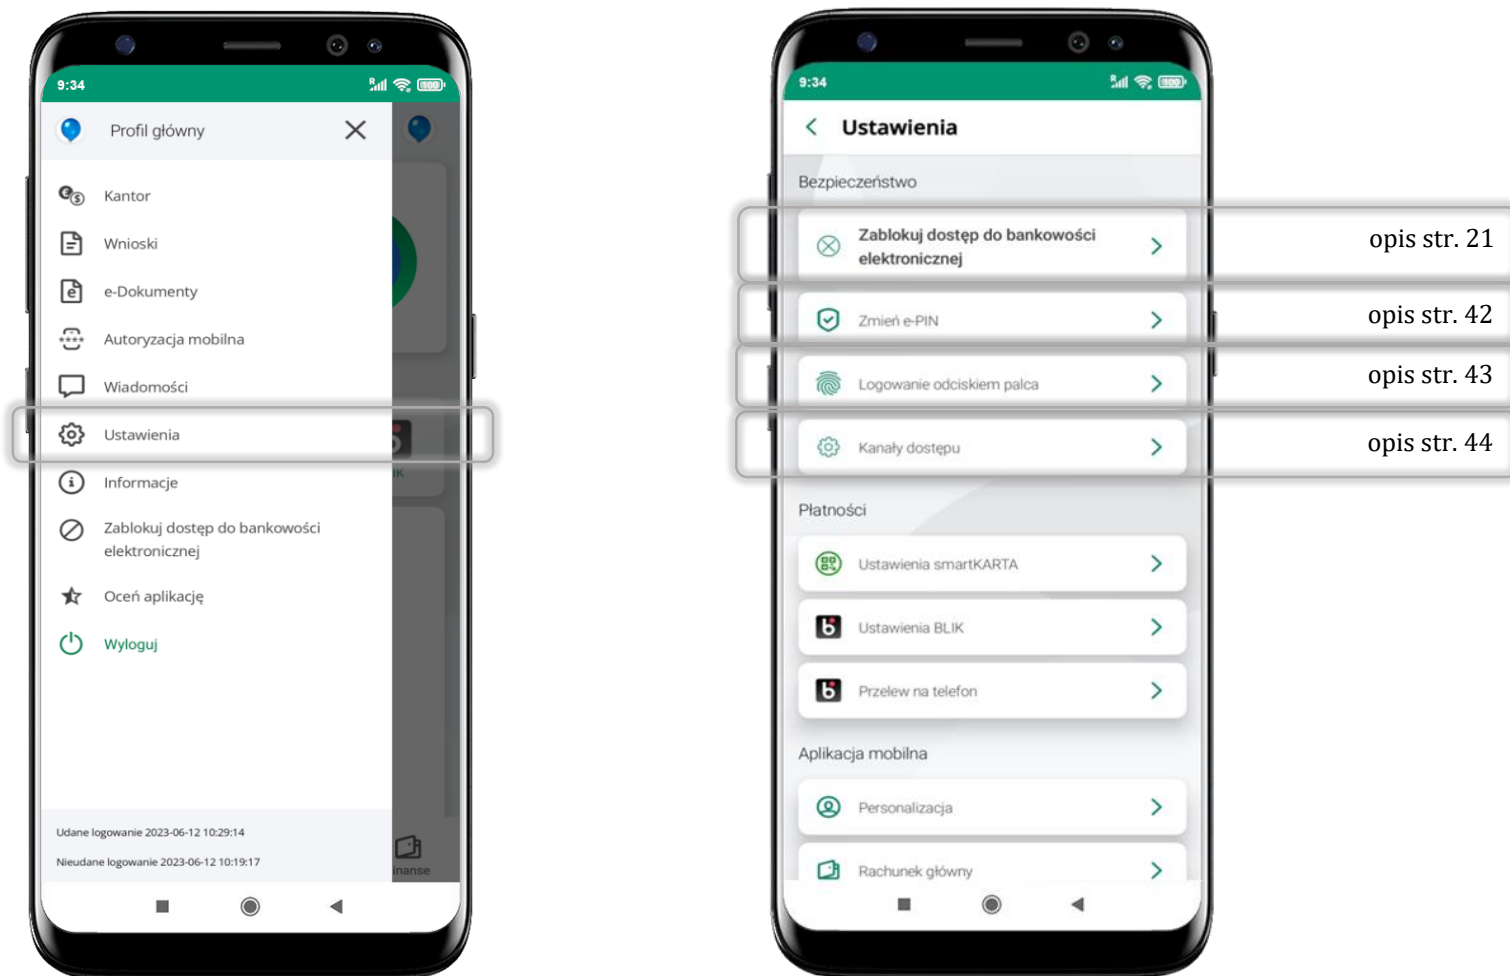 9:34
Profil główny
Kantor
Wnioski
e-Dokumenty
Autoryzacja mobilna
Wiadomości
Ustawienia
IK
Informacje
Zablokuj dostęp do bankowości
elektronicznej
Oceń aplikację
Wyloguj
Udane logowanie 2023-06-12 10:29:14
Nieudane logowanie 2023-06-12 10:19:17
inanse
9:34
Ustawienia
Bezpieczeństwo
Zablokuj dostęp do bankowości
elektronicznej
opis str. 21
Zmień e-PIN
opis str. 42
Logowanie odciskiem palca
opis str. 43
Kanały dostępu
opis str. 44
Płatności
Ustawienia smartKARTA
Ustawienia BLIK
Przelew na telefon
Aplikacja mobilna
Personalizacja
Rachunek główny